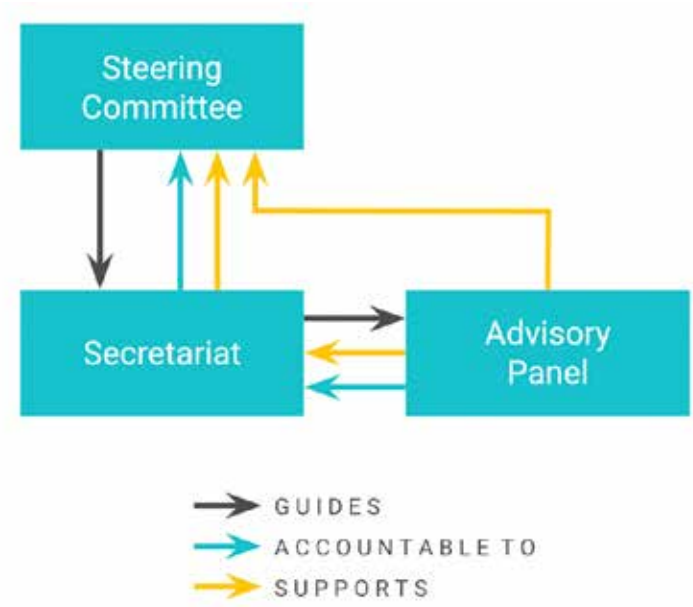 Steering
Committee
Secretariat
Advisory
Panel
GUIDES
ACCOUNTABLE TO
SUPPORTS